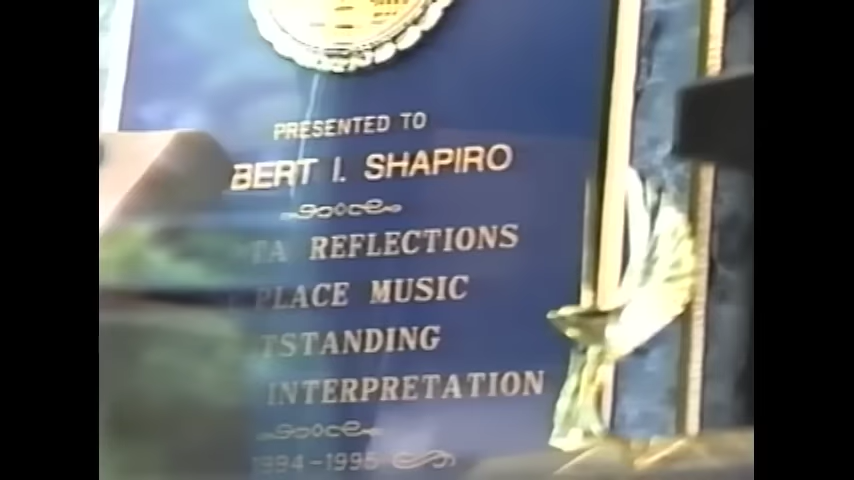 PRESENTED TO
BERT I. SHAPIRO
TA REFLECTIONS
PLACE MUSIC
TSTANDING
INTERPRETATION
1994-1995